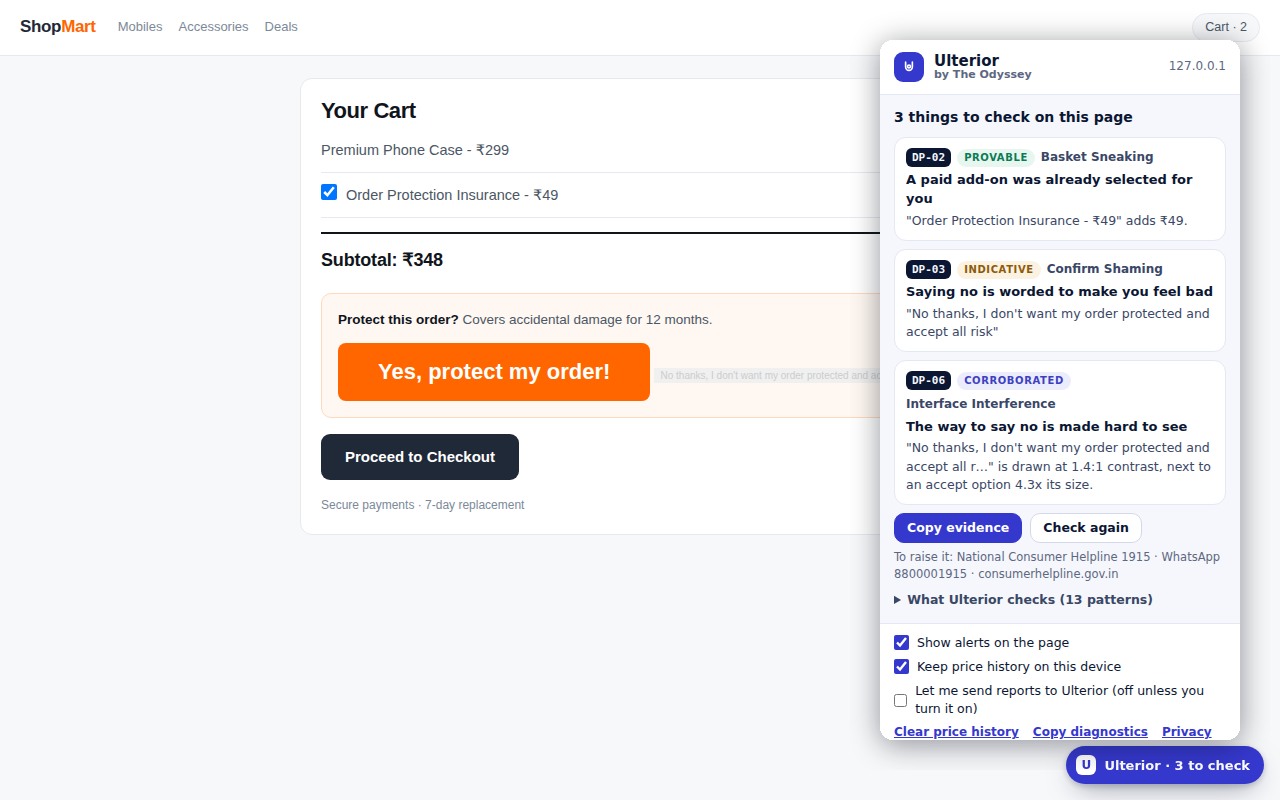 ShopMart
Mobiles
Accessories
Deals
Cart · 2
Your Cart
Premium Phone Case - ₹299
Order Protection Insurance - ₹49
Subtotal: ₹348
Protect this order? Covers accidental damage for 12 months.
Yes, protect my order!
No thanks, I don't want my order protected and ac
Proceed to Checkout
Secure payments · 7-day replacement
Ulterior
by The Odyssey
127.0.0.1
3 things to check on this page
DP-02 PROVABLE Basket Sneaking
A paid add-on was already selected for
you
"Order Protection Insurance - ₹49" adds ₹49.
DP-03 INDICATIVE Confirm Shaming
Saying no is worded to make you feel bad
"No thanks, I don't want my order protected and
accept all risk"
DP-06 CORROBORATED
Interface Interference
The way to say no is made hard to see
"No thanks, I don't want my order protected and
accept all r…" is drawn at 1.4:1 contrast, next to
an accept option 4.3x its size.
Copy evidence
Check again
To raise it: National Consumer Helpline 1915 · WhatsApp
8800001915 · consumerhelpline.gov.in
What Ulterior checks (13 patterns)
Show alerts on the page
Keep price history on this device
Let me send reports to Ulterior (off unless you
turn it on)
Clear price history
Copy diagnostics
Privacy
U Ulterior · 3 to check